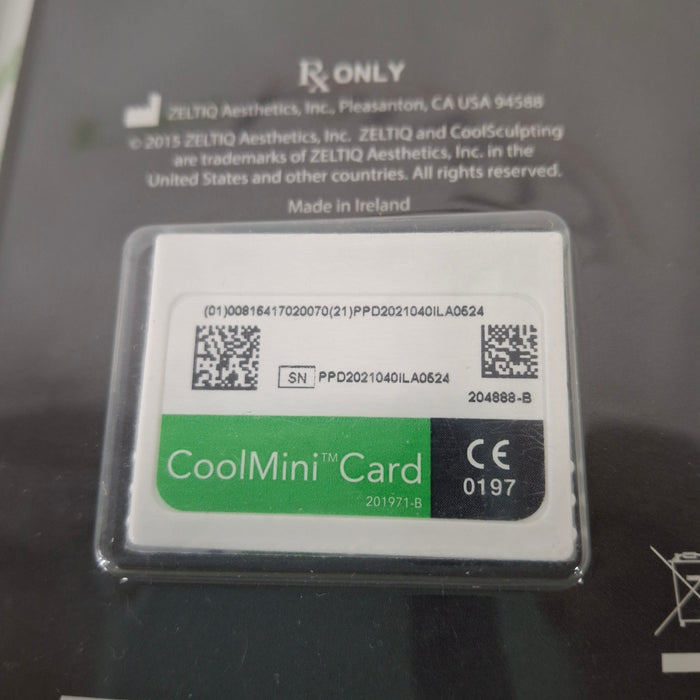 Rx ONLY
ZELTIQ Aesthetics, Inc., Pleasanton, CA USA 94588
© 2015 ZELTIQ Aesthetics, Inc. ZELTIQ and CoolSculpting
are trademarks of ZELTIQ Aesthetics, Inc. in the
United States and other countries. All rights reserved.
Made in Ireland
(01)00816417020070(21)PPD2021040ILA0524
SN PPD2021040ILA0524
204888-B
CoolMini™ Card
201971-B
CE
0197